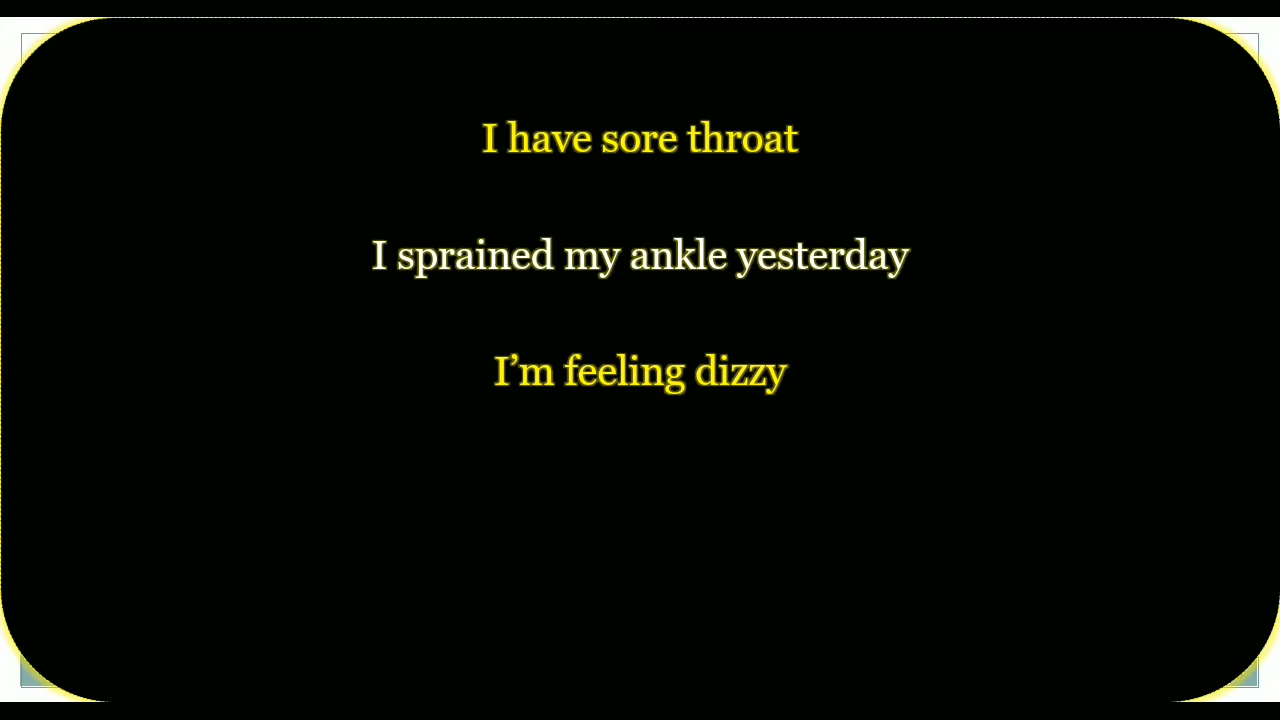 I have sore throat
I sprained my ankle yesterday
I’m feeling dizzy